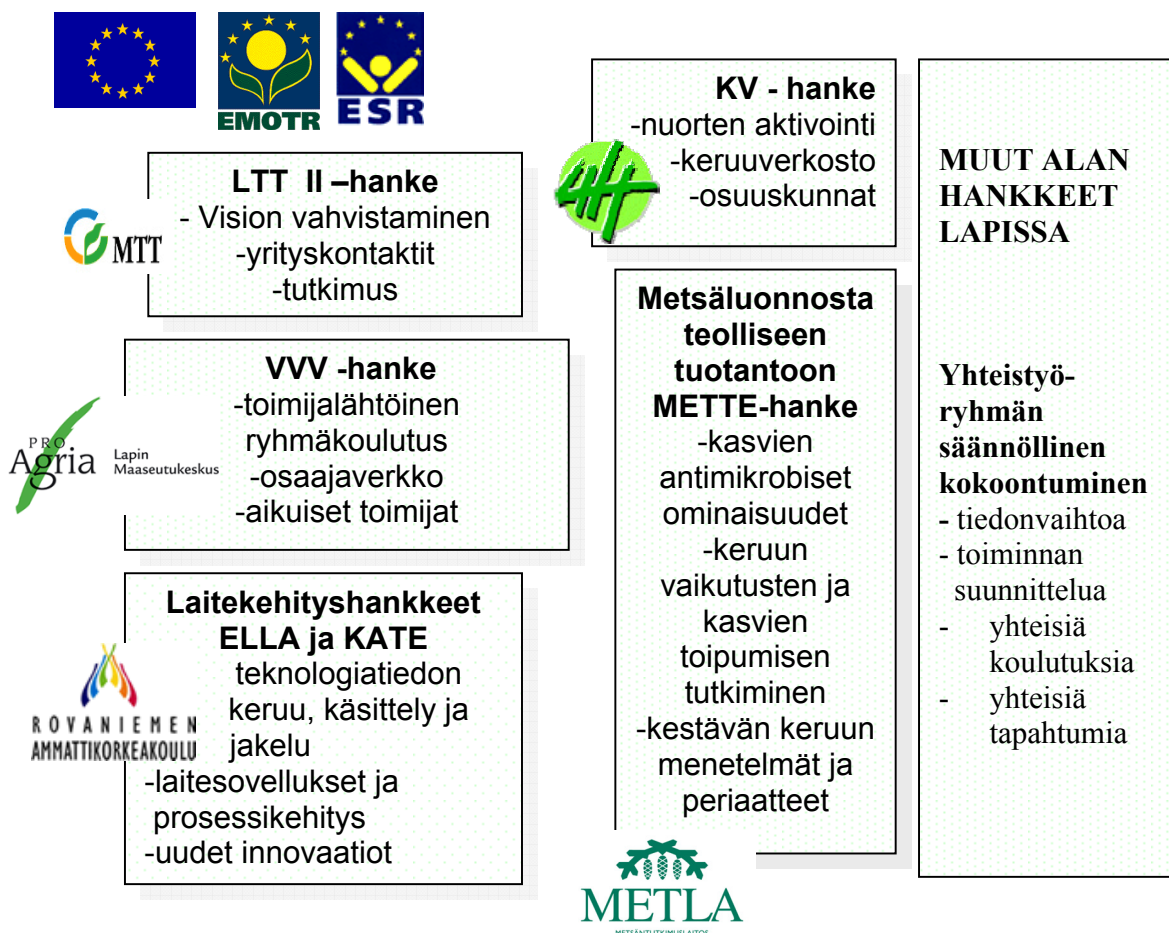 EMOTR
ESR
LTT II –hanke
- Vision vahvistaminen
-yrityskontaktit
-tutkimus
MTT
VVV -hanke
-toimijalähtöinen
ryhmäkoulutus
-osaajaverkko
-aikuiset toimijat
PRO
Agria
Lapin
Maaseutukeskus
Laitekehityshankkeet
ELLA ja KATE
teknologiatiedon
keruu, käsittely ja
jakelu
-laitesovellukset ja
prosessikehitys
-uudet innovaatiot
ROVANIEMEN
AMMATTIKORKEAKOULU
KV - hanke
-nuorten aktivointi
-keruuverkosto
-osuuskunnat
Metsäluonnosta
teolliseen
tuotantoon
METTE-hanke
-kasvien
antimikrobiset
ominaisuudet
-keruun
vaikutusten ja
kasvien
toipumisen
tutkiminen
-kestävän keruun
menetelmät ja
periaatteet
METLA
METSÄNTUTKIMUSLAITOS
MUUT ALAN
HANKKEET
LAPISSA
Yhteistyö-
ryhmän
säännöllinen
kokoontuminen
- tiedonvaihtoa
- toiminnan
suunnittelua
- yhteisiä
koulutuksia
- yhteisiä
tapahtumia